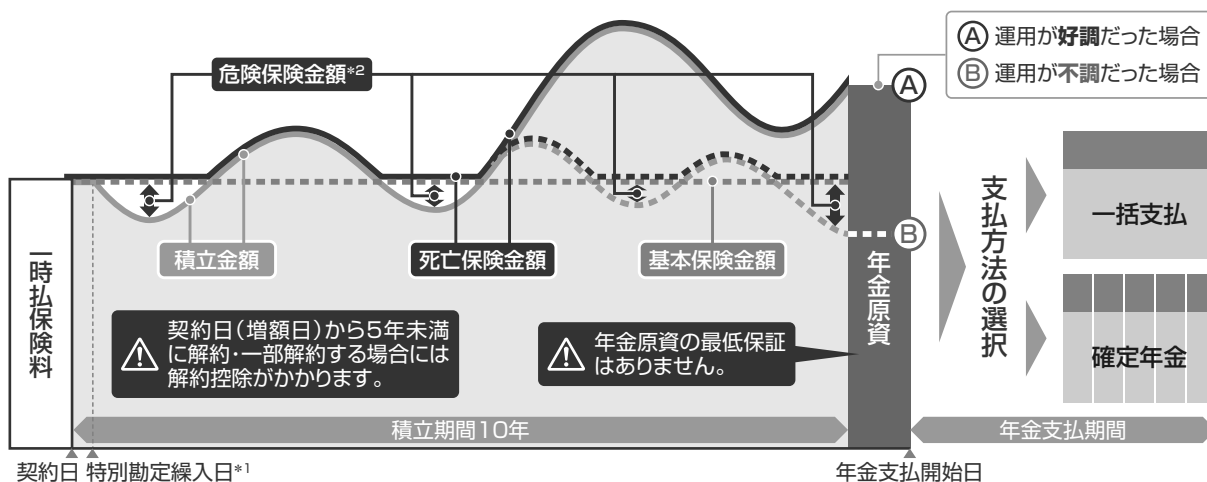 Ⓐ 運用が好調だった場合
Ⓑ 運用が不調だった場合
危険保険金額*2
Ⓐ
一時払保険料
積立金額
死亡保険金額
基本保険金額
Ⓑ
年金原資
支払方法の選択
一括支払
確定年金
契約日(増額日)から5年未満
に解約・一部解約する場合には
解約控除がかかります。
年金原資の最低保証
はありません。
積立期間10年
年金支払期間
契約日
特別勘定繰入日*1
年金支払開始日